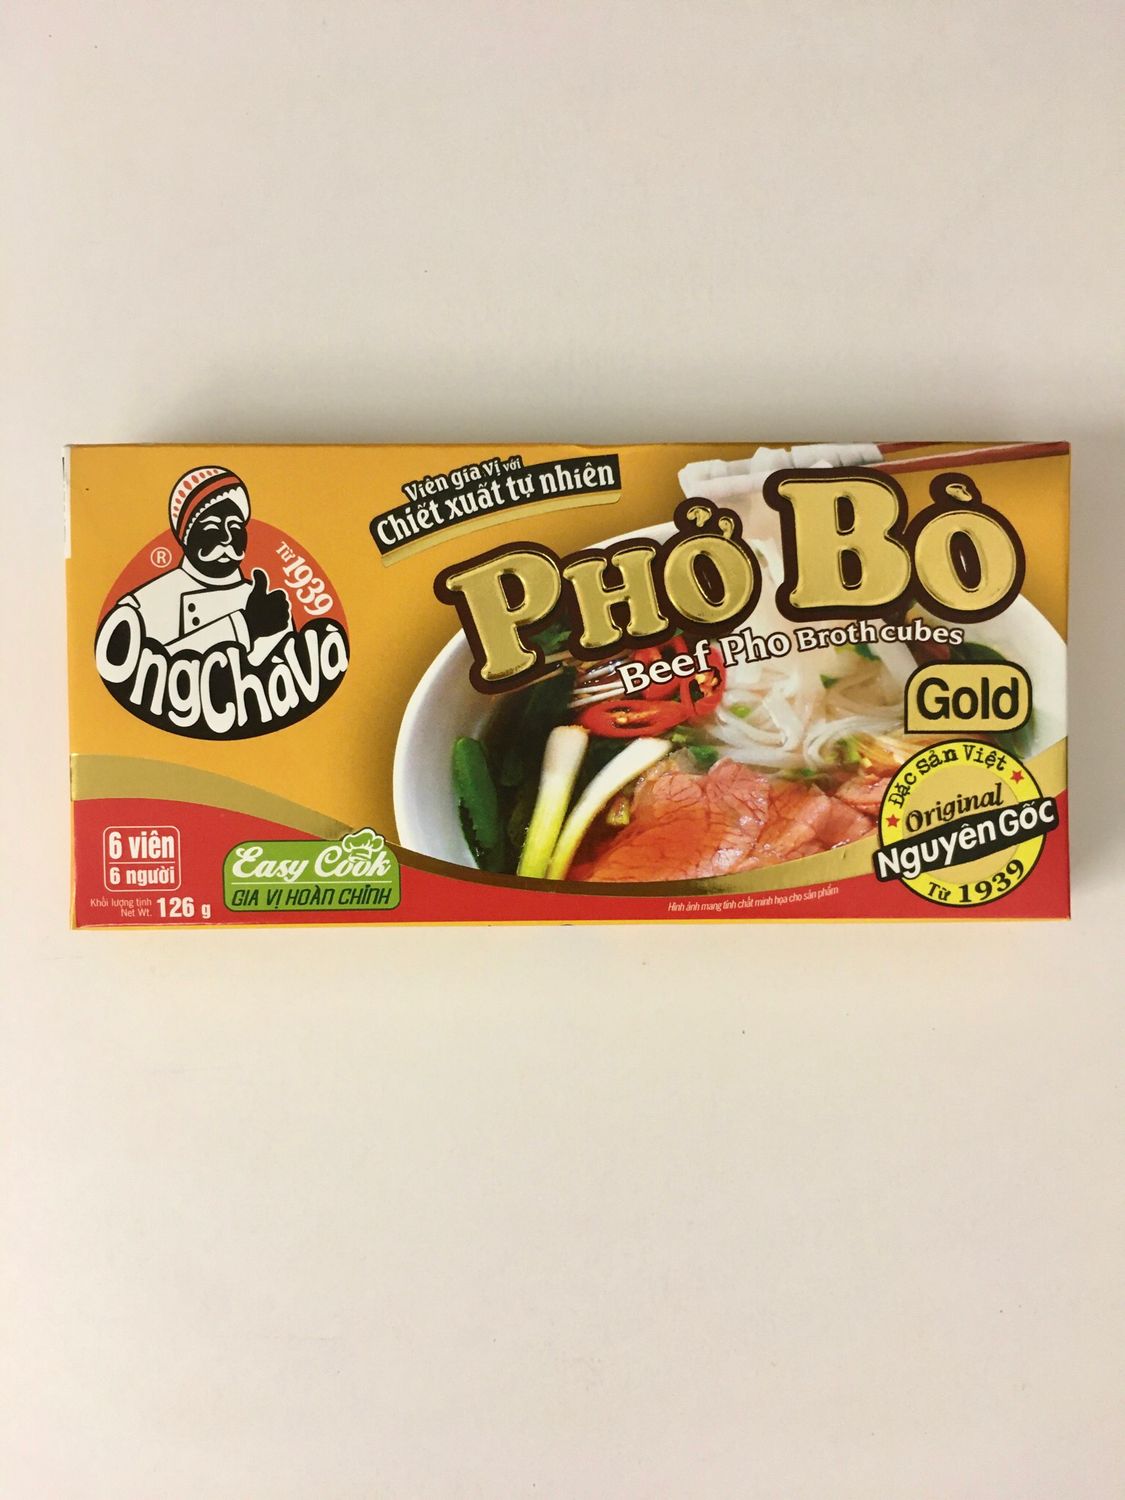 Viên gia vị với
Chiết xuất tự nhiên
PHỞ BÒ
Beef Pho Broth cubes
Gold
®
Từ 1939
ÔngChàVà
Đặc Sản Việt
Original
Nguyên Gốc
Từ 1939
6 viên
6 người
Khối lượng tịnh
Net Wt. 126 g
Easy Cook
GIA VỊ HOÀN CHỈNH
Hình ảnh mang tính chất minh họa cho sản phẩm